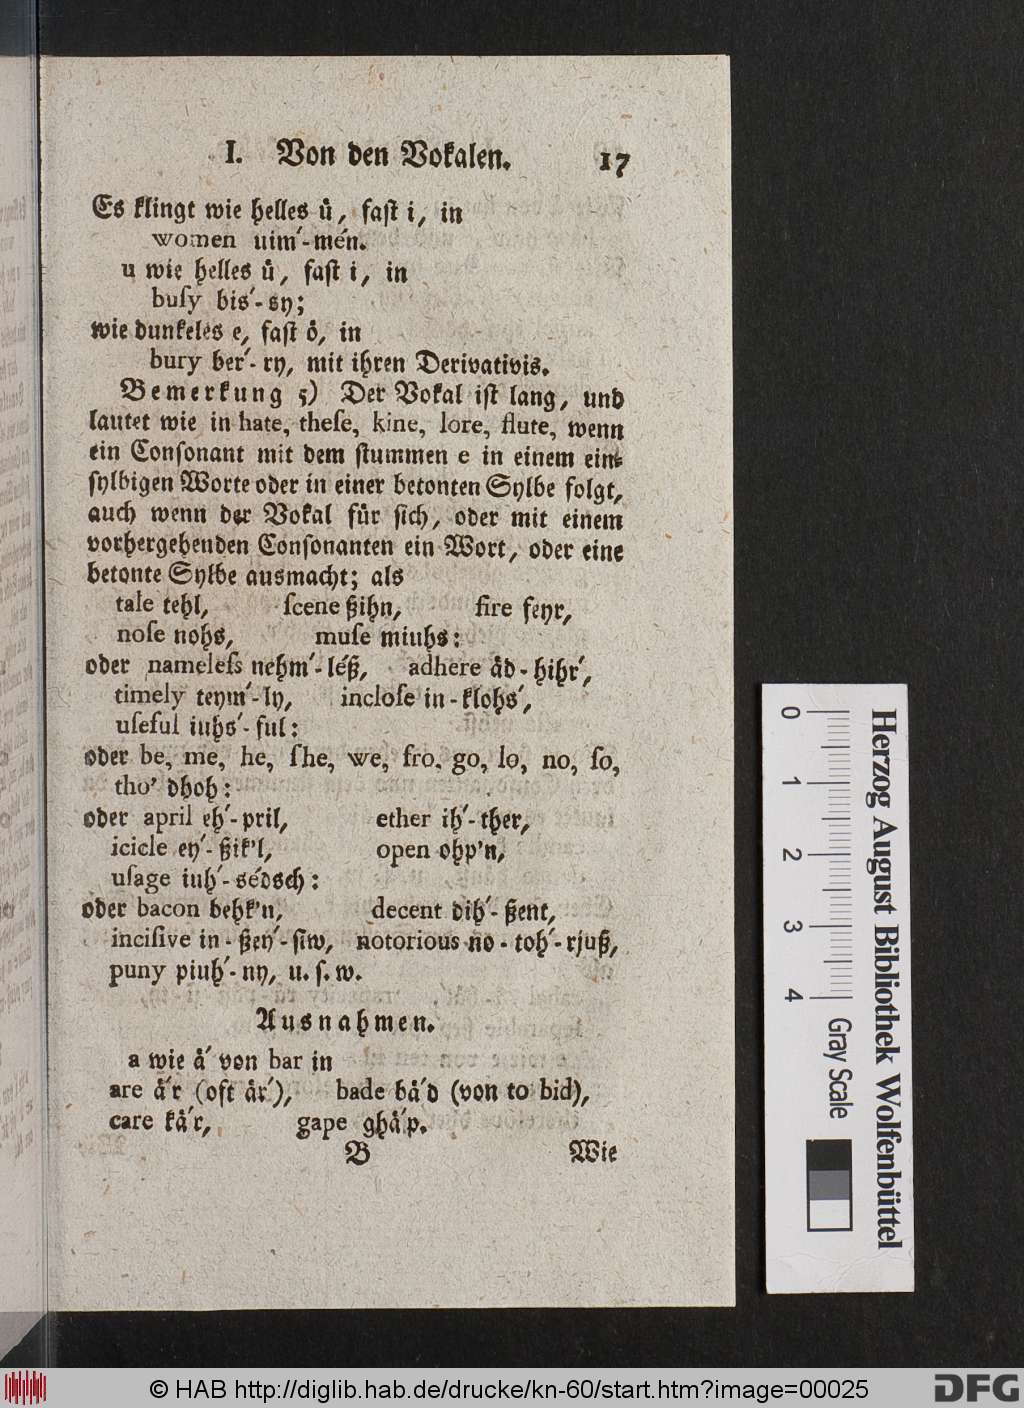 I. Von den Vokalen. 17
Es klingt wie helles ü, faſt i, in
women uim´-mén.
u wie helles ü, faſt i, in
buſy bis´-sy;
wie dunkeles e, faſt ö, in
bury ber´-ry, mit ihren Derivativis.
Bemerkung 5) Der Vokal iſt lang, und
lautet wie in hate, theſe, kine, lore, flute, wenn
ein Conſonant mit dem ſtummen e in einem ein⸗
ſylbigen Worte oder in einer betonten Sylbe folgt,
auch wenn der Vokal für ſich, oder mit einem
vorhergehenden Conſonanten ein Wort, oder eine
betonte Sylbe ausmacht; als
tale tehl, ſcene ßihn, fire feyr,
noſe nohs, muſe miuhs:
oder nameleſs nehm´-léß, adhere äd-hihr´,
timely teym´-ly, incloſe in-klohs´,
uſeful iuhs´-ful:
oder be, me, he, ſhe, we, fro, go, lo, no, ſo,
tho' dhoh:
oder april eh´-pril, ether ih´-ther,
icicle ey´-ßik'l, open ohp'n,
uſage iuh´-sédsch:
oder bacon behk'n, decent dih´-ßent,
inciſive in-ßey´-ſiw, notorious no-toh´-rjuß,
puny piuh´-ny, u. ſ. w.
Ausnahmen.
a wie ä´ von bar in
are ä´r (oft är´), bade bä´d (von to bid),
care kä´r, gape ghä´p.
B Wie
0 1 2 3 4
Gray Scale
Herzog August Bibliothek Wolfenbüttel
© HAB http://diglib.hab.de/drucke/kn-60/start.htm?image=00025
DFG